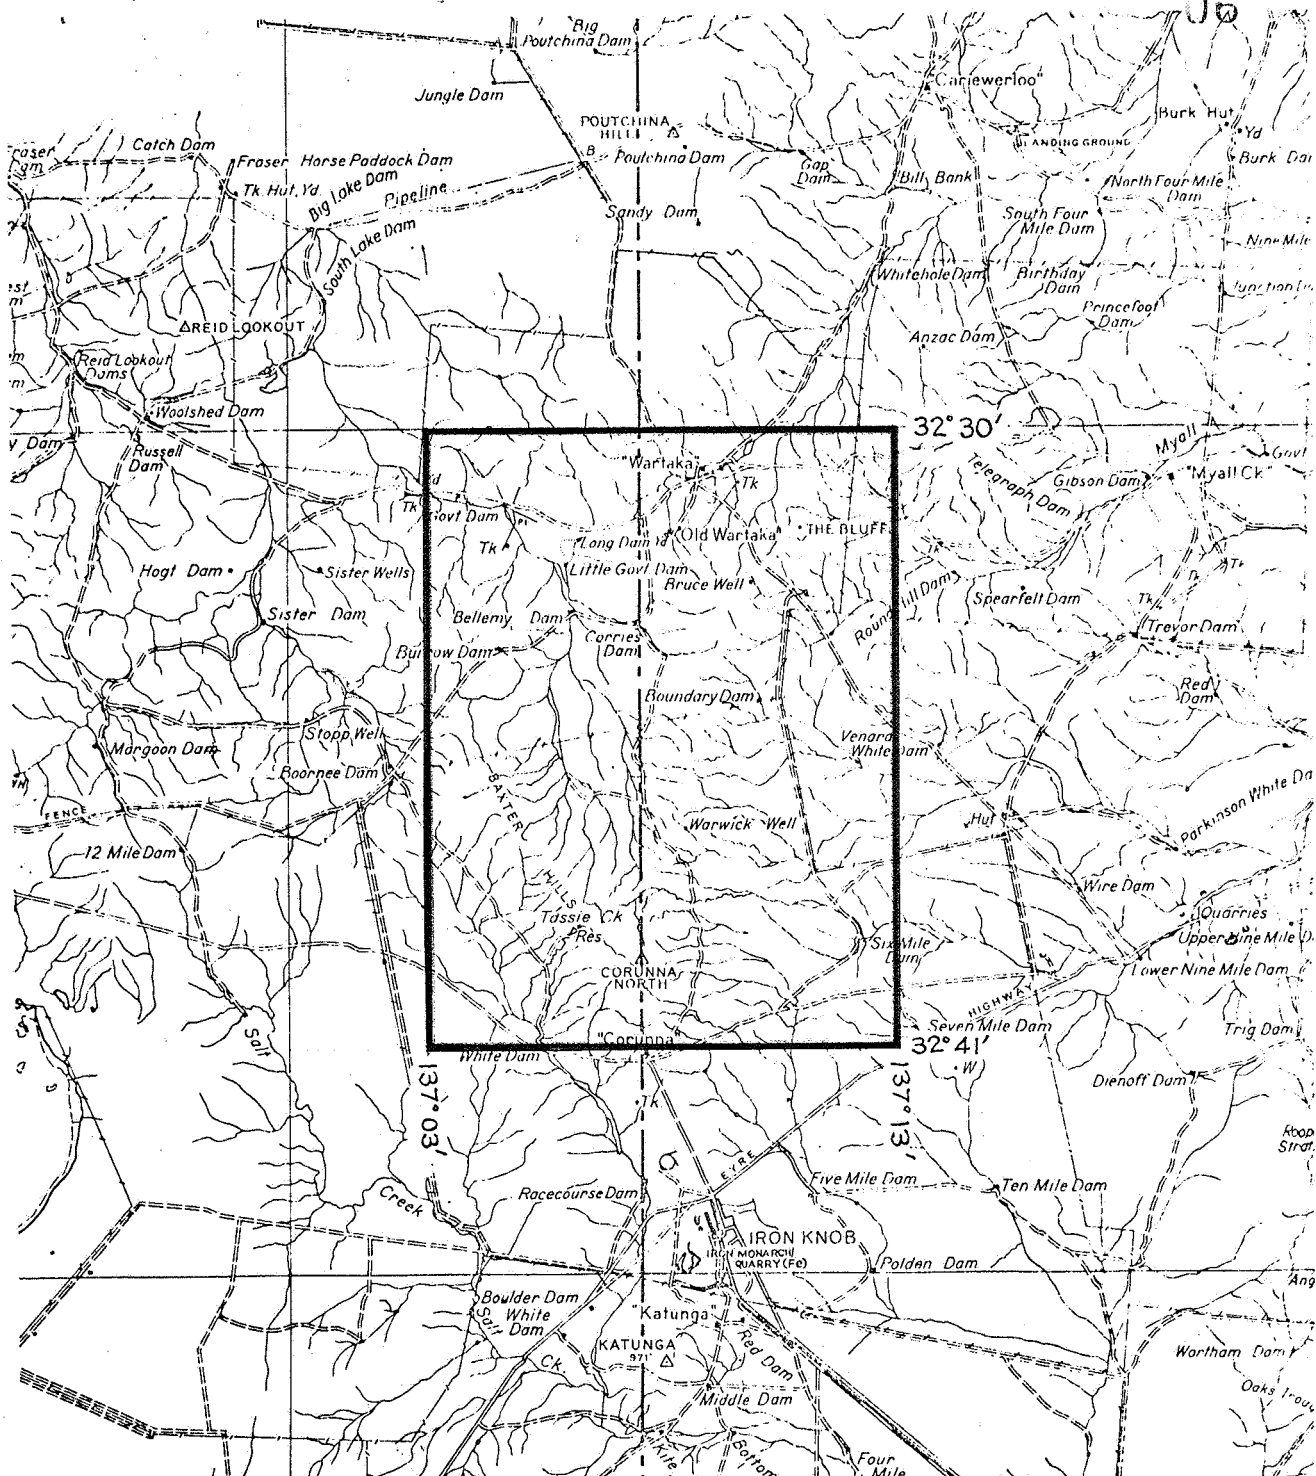 06
Big
Poutchina Dam
"Cariewerloo"
Jungle Dam
POUTCHINA
HILL
Burk Hut
Yd
LANDING GROUND
Catch Dam
Fraser Horse Paddock Dam
B
Poutchina Dam
Gap
Dam
Tk. Hut, Yd
Big Lake Dam
Pipeline
Bill Bank
North Four Mile
Dam
Sandy Dam
South Four
Mile Dam
South Lake Dam
Whitehole Dam
Birthday
Dam
REID LOOKOUT
Princefoot
Dam
Anzac Dam
Reid Lookout
Dams
Woolshed Dam
32° 30'
Russell
Dam
"Wartaka"
Tk
Telegraph Dam
Myall
Govt
Gibson Dam
"Myall Ck"
Tk
Govt Dam
Tk
Long Dam
Yd
"Old Wartaka"
THE BLUFF
Hogt Dam
Sister Wells
Little Govt Dam
Bruce Well
Tk
Spearfelt Dam
Tk
Sister Dam
Bellemy Dam
Corries
Dam
Trevor Dam
Burrow Dam
Boundary Dam
Red
Dam
Stopp Well
Venard
White Dam
Morgoon Dam
Boornee Dam
BAXTER
HILLS
FENCE
Warwick Well
Hut
Parkinson White Da
12 Mile Dam
Wire Dam
Tassie Ck
Res
Quarries
Six Mile
Dam
Upper Nine Mile D
CORUNNA
NORTH
Lower Nine Mile Dam
HIGHWAY
Salt
"Corunna"
Seven Mile Dam
Trig Dam
White Dam
32° 41'
W
Dienoff Dam
137° 03'
137° 13'
Tk
EYRE
Creek
Racecourse Dam
Five Mile Dam
Ten Mile Dam
IRON KNOB
IRON MONARCH
QUARRY (Fe)
Polden Dam
Boulder Dam
White
Dam
Salt
Ck.
"Katunga"
KATUNGA
971'
Red Dam
Wortham Dam
Middle Dam
Kite
Bottom
Four
Mile